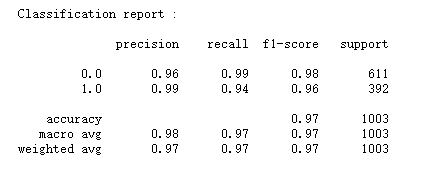 Classification report :
precision recall f1-score support
0.0 0.96 0.99 0.98 611
1.0 0.99 0.94 0.96 392
accuracy 0.97 1003
macro avg 0.98 0.97 0.97 1003
weighted avg 0.97 0.97 0.97 1003